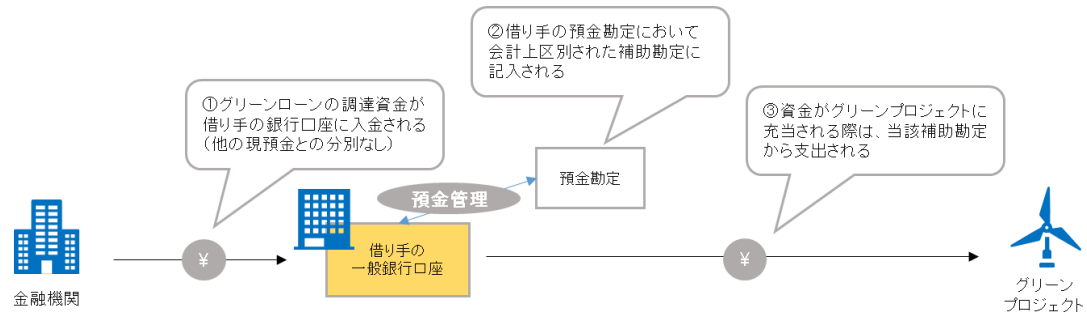 ②借り手の預金勘定において
会計上区別された補助勘定に
記入される
①グリーンローンの調達資金が
借り手の銀行口座に入金される
（他の現預金との分別なし）
③資金がグリーンプロジェクトに
充当される際は、当該補助勘定
から支出される
預金勘定
預金管理
借り手の
一般銀行口座
¥
¥
金融機関
グリーン
プロジェクト